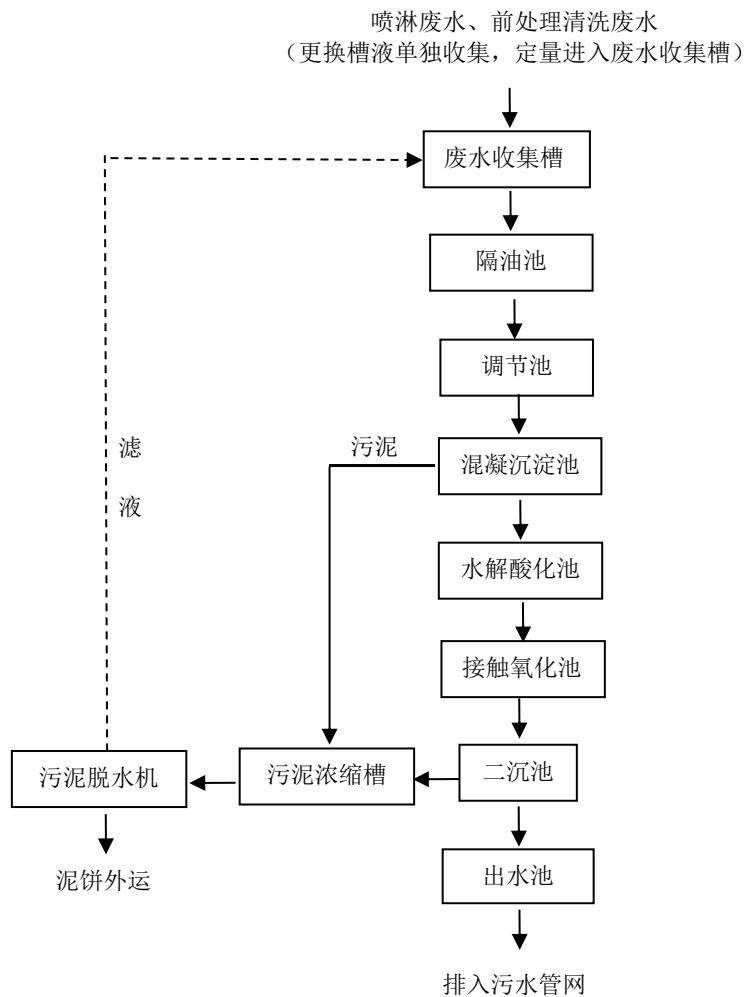 喷淋废水、前处理清洗废水
（更换槽液单独收集，定量进入废水收集槽）
废水收集槽
隔油池
调节池
滤
液
污泥
混凝沉淀池
水解酸化池
接触氧化池
污泥脱水机
污泥浓缩槽
二沉池
泥饼外运
出水池
排入污水管网